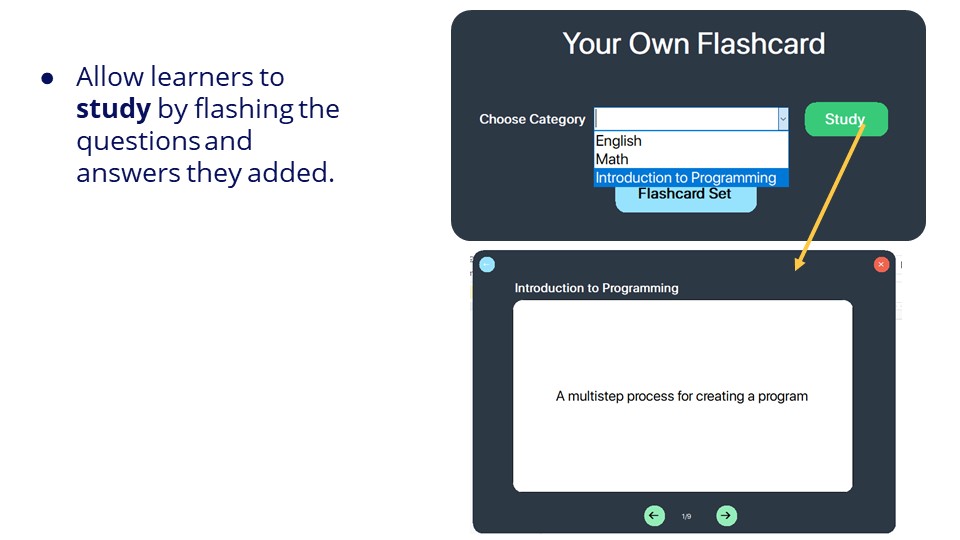 ● Allow learners to
study by flashing the
questions and
answers they added.
Your Own Flashcard
Choose Category
Study
English
Math
Introduction to Programming
Flashcard Set
Introduction to Programming
A multistep process for creating a program
1/9